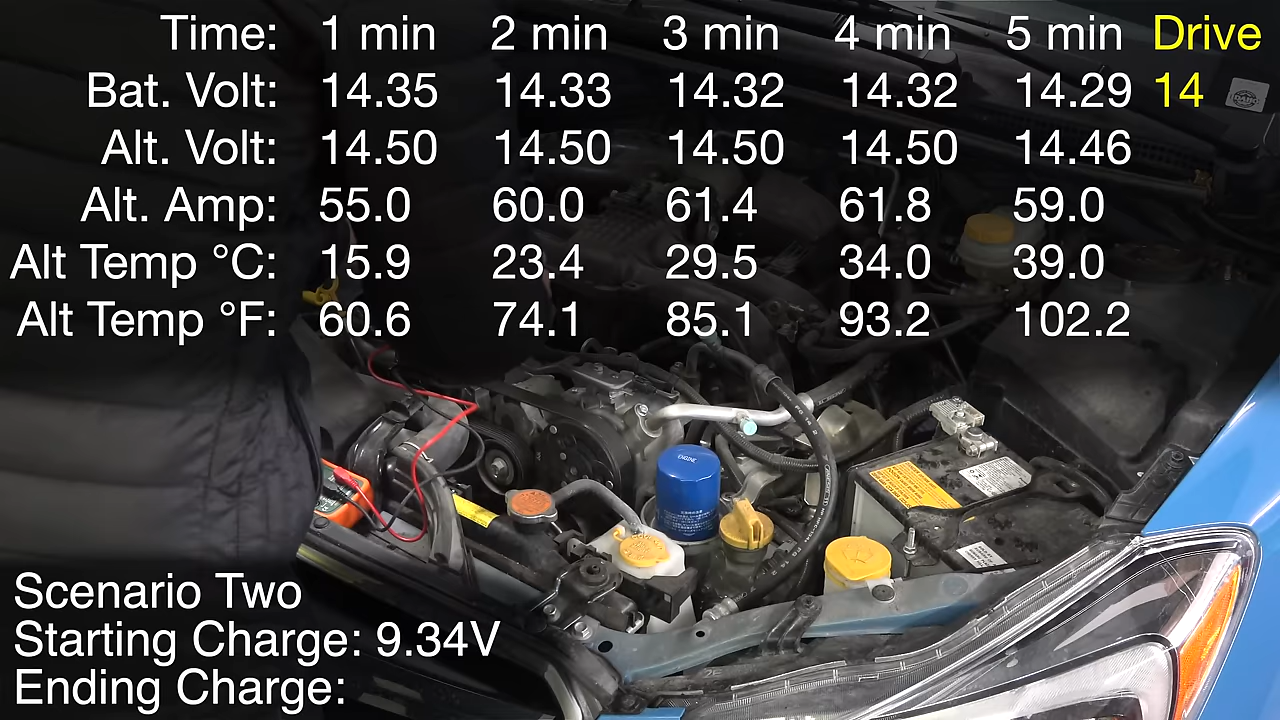 Time: 1 min 2 min 3 min 4 min 5 min Drive
Bat. Volt: 14.35 14.33 14.32 14.32 14.29 14
Alt. Volt: 14.50 14.50 14.50 14.50 14.46
Alt. Amp: 55.0 60.0 61.4 61.8 59.0
Alt Temp °C: 15.9 23.4 29.5 34.0 39.0
Alt Temp °F: 60.6 74.1 85.1 93.2 102.2
Scenario Two
Starting Charge: 9.34V
Ending Charge: